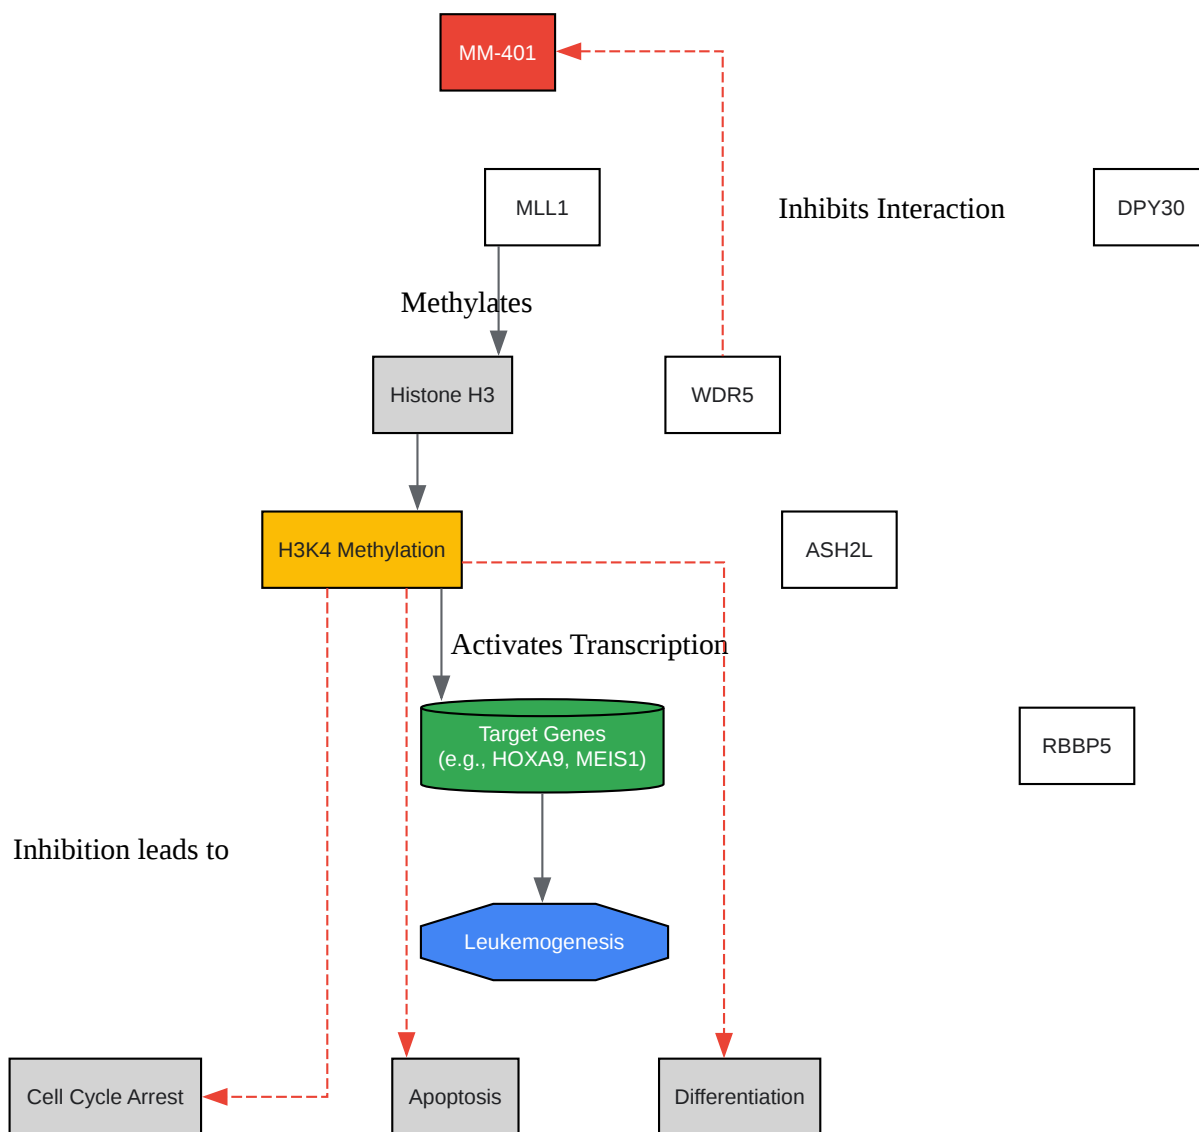 MM-401
MLL1
Inhibits Interaction
DPY30
Methylates
Histone H3
WDR5
H3K4 Methylation
ASH2L
Activates Transcription
Target Genes
(e.g., HOXA9, MEIS1)
RBBP5
Inhibition leads to
Leukemogenesis
Cell Cycle Arrest
Apoptosis
Differentiation